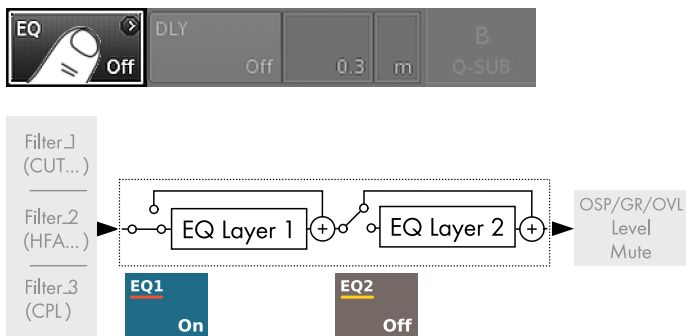 EQ
Off
DLY
Off
0.3
m
B
Q-SUB
Filter_1
(CUT...)
Filter_2
(HFA...)
Filter_3
(CPL)
EQ Layer 1
+
EQ Layer 2
+
OSP/GR/OVL
Level
Mute
EQ1
On
EQ2
Off